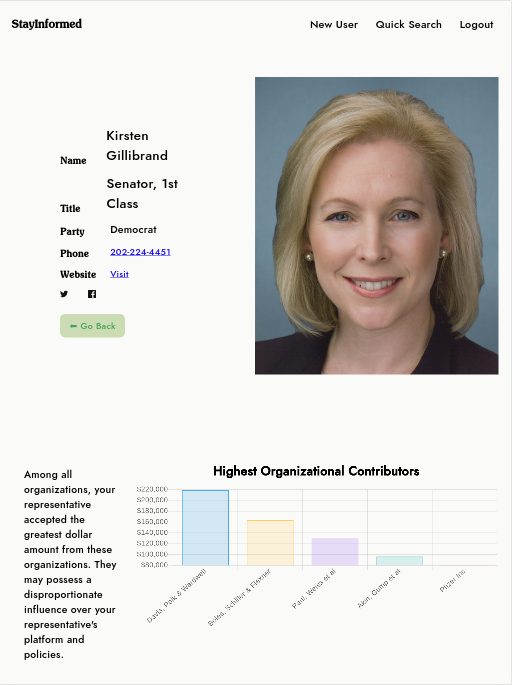 StayInformed
New User Quick Search Logout
Name Kirsten
Gillibrand
Title Senator, 1st
Class
Party Democrat
Phone 202-224-4451
Website Visit
⬅ Go Back
Among all
organizations, your
representative
accepted the
greatest dollar
amount from these
organizations. They
may possess a
disproportionate
influence over your
representative's
platform and
policies.
Highest Organizational Contributors
$220,000
$200,000
$180,000
$160,000
$140,000
$120,000
$100,000
$80,000
Davis, Polk & Wardwell
Boies, Schiller & Flexner
Paul, Weiss et al
Akin, Gump et al
Pfizer Inc